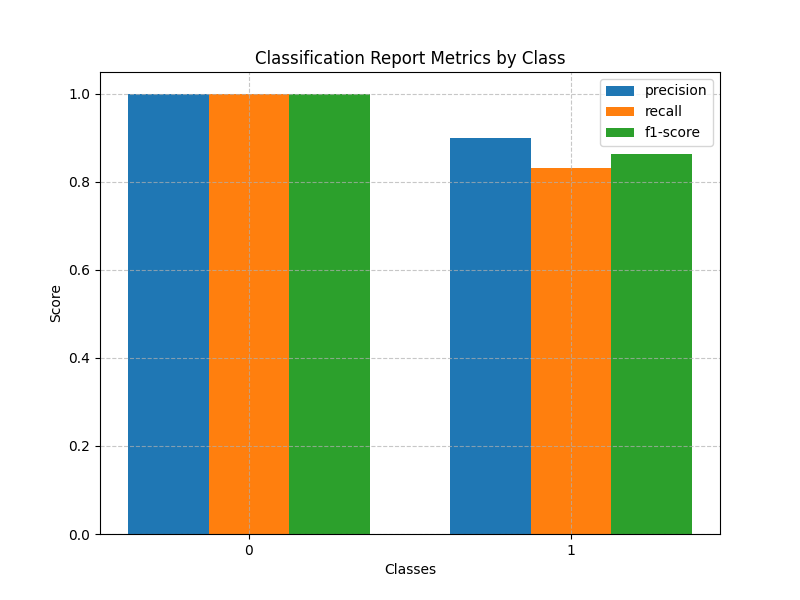 Classification Report Metrics by Class
precision
recall
f1-score
1.0
0.8
0.6
0.4
0.2
0.0
Score
0
1
Classes